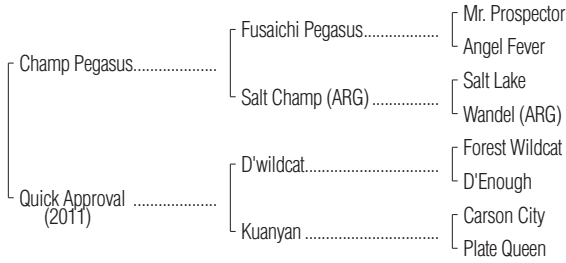 Mr. Prospector
Fusaichi Pegasus..................
Angel Fever
Champ Pegasus....................
Salt Lake
Salt Champ (ARG) ................
Wandel (ARG)
Forest Wildcat
D'wildcat................................
D'Enough
Quick Approval ....................
(2011)
Carson City
Kuanyan ................................
Plate Queen